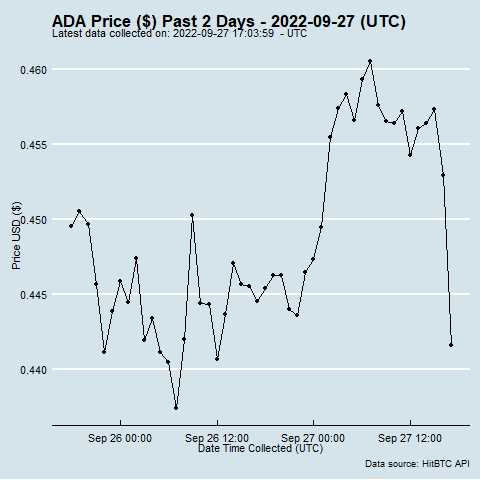 ADA Price ($) Past 2 Days - 2022-09-27 (UTC)
Latest data collected on: 2022-09-27 17:03:59 - UTC
0.460
0.455
0.450
0.445
0.440
Price USD ($)
Sep 26 00:00 Sep 26 12:00 Sep 27 00:00 Sep 27 12:00
Date Time Collected (UTC)
Data source: HitBTC API